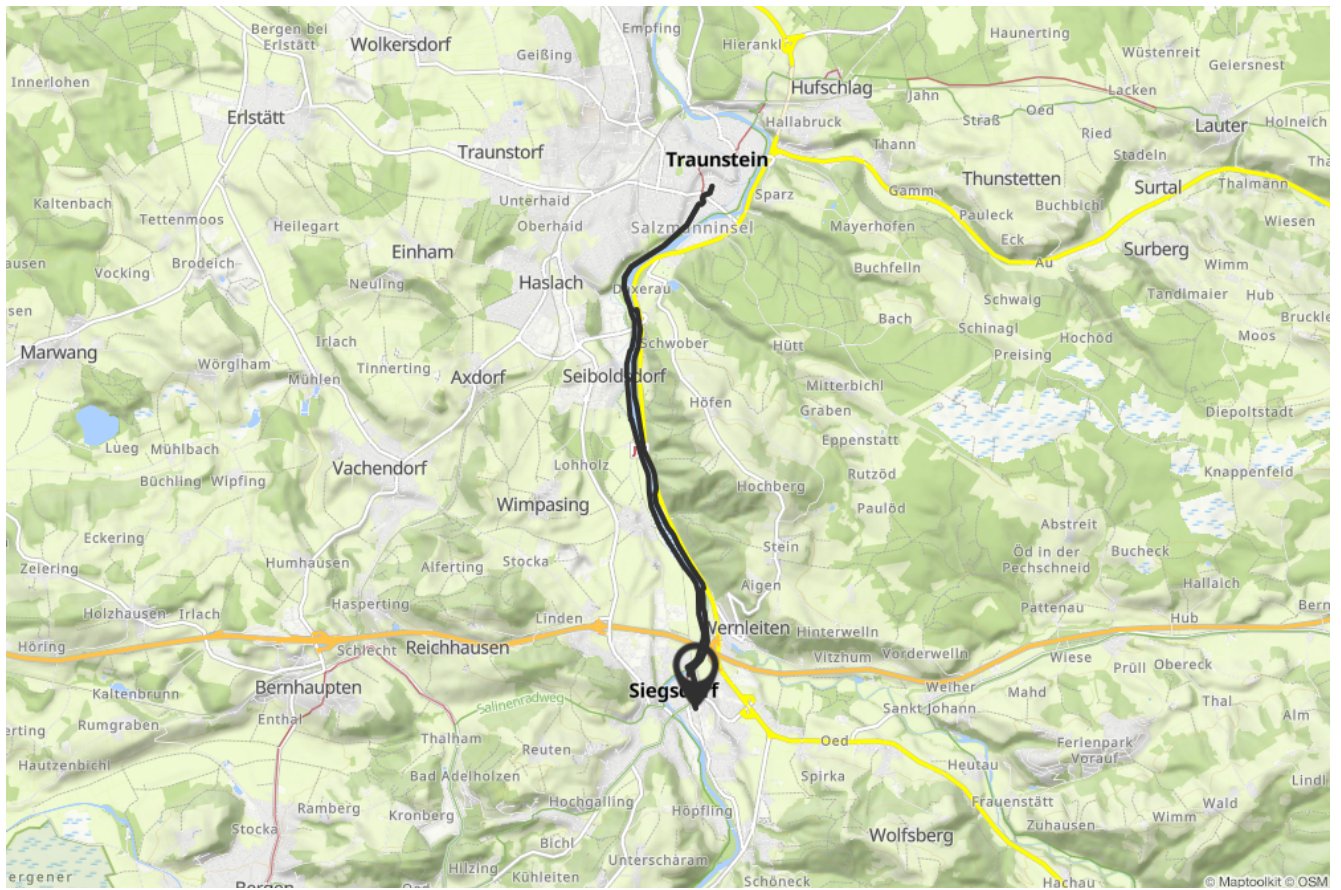 Bergen bei
Erlstätt
Wolkersdorf
Empfing
Geißing
Hierankl
Haunerting
Wüstenreit
Geiersnest
Innerlohen
Hufschlag
Jahn
Oed
Lacken
Erlstätt
Straß
Holneich
Lauter
Hallabruck
Ried
Traunstorf
Traunstein
Thann
Stadeln
Thunstetten
Surtal
Thalmann
Kaltenbach
Unterhaid
Sparz
Gamm
Buchbichl
Tettenmoos
Heilegart
Oberhaid
Salzmanninsel
Mayerhofen
Pauleck
Wiesen
Eck
Einham
Surberg
Brodeich
Au
Vocking
Buchfelln
Wimm
Neuling
Haslach
Daxerau
Schwaig
Tandlmaier
Hub
Bach
Schinagl
Hochöd
Moos
Irlach
Schwober
Hütt
Preising
Marwang
Wörglham
Tinnerting
Mühlen
Axdorf
Seiboldsdorf
Mitterbichl
Höfen
Graben
Diepoltstadt
Lueg
Mühlbach
Eppenstatt
Vachendorf
Lohholz
Knappenfeld
Büchling
Wipfing
Hochberg
Rutzöd
Wimpasing
Paulöd
Abstreit
Eckering
Stein
Öd in der
Pechschneid
Bucheck
Humhausen
Alferting
Stocka
Zeiering
Aigen
Hallaich
Holzhausen
Irlach
Hasperting
Linden
Pattenau
Hub
Wernleiten
Hinterwelln
Höring
Schlecht
Reichhausen
Vitzhum
Vorderwelln
Wiese
Prüll
Obereck
Kaltenbrunn
Bernhaupten
Siegsdorf
Weiher
Mahd
Thal
Salinenradweg
Sankt Johann
Rumgraben
Enthal
Alm
Thalham
Reuten
Oed
Ferienpark
Vorauf
Hautzenbichl
Bad Adelholzen
Spirka
Heutau
Ramberg
Kronberg
Hochgalling
Höpfling
Frauenstätt
Wald
Stocka
Zuhausen
Wimm
Bichl
Wolfsberg
Hilzing
Unterscharam
Kühleiten
Schöneck
Hachau
Bergen
© Maptoolkit © OSM